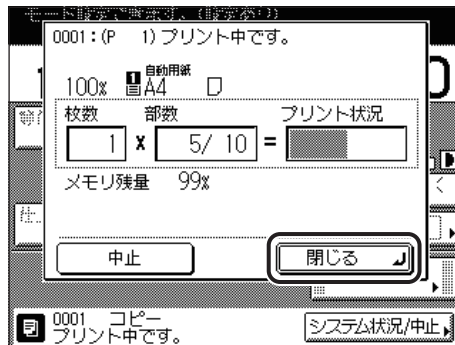 0001:(P 1)プリント中です。
100% 1 自動用紙
A4
枚数 部数 プリント状況
1 x 5/ 10 =
メモリ残量 99%
中止 閉じる
0001 コピー
プリント中です。
システム状況/中止